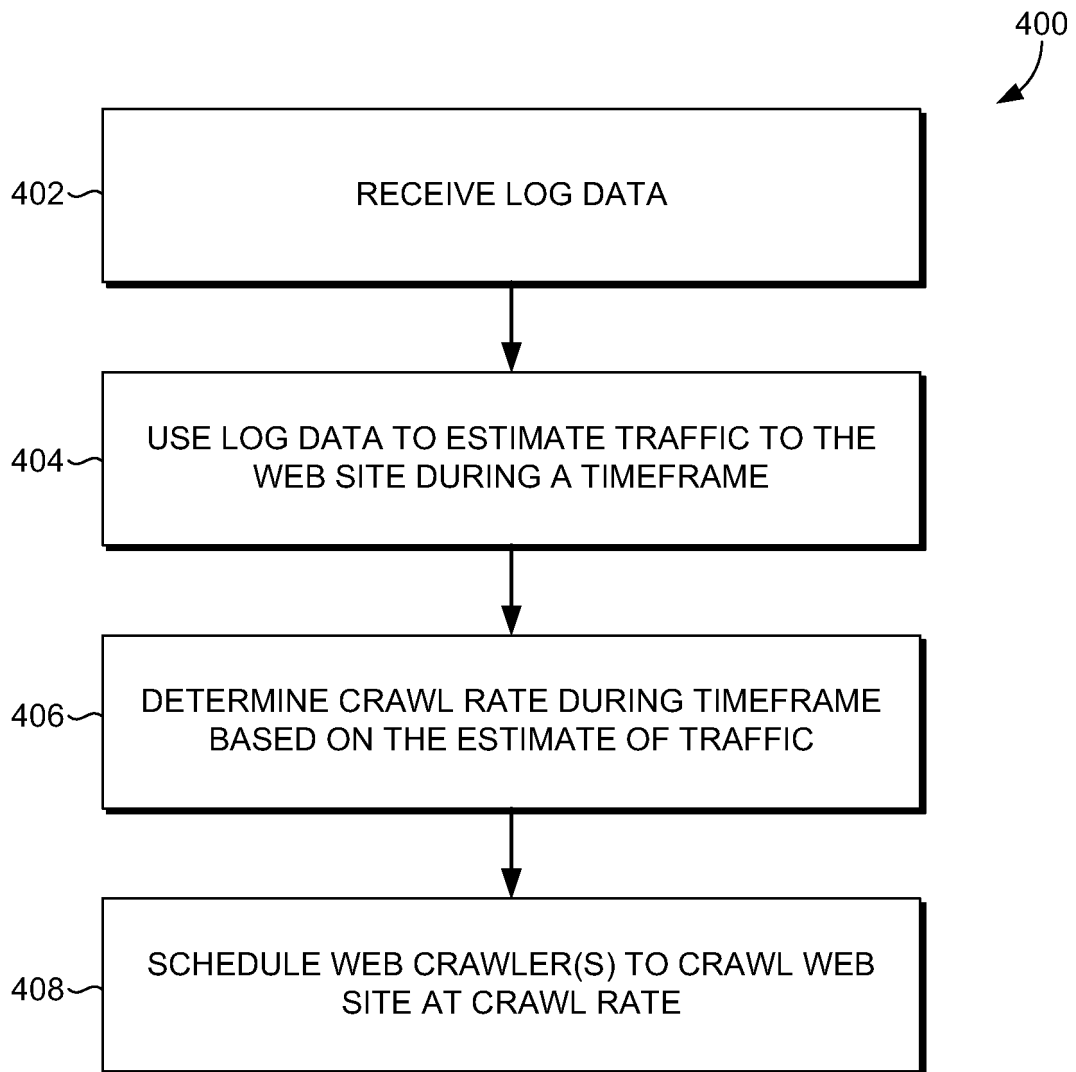 400
402
RECEIVE LOG DATA
404
USE LOG DATA TO ESTIMATE TRAFFIC TO THE
WEB SITE DURING A TIMEFRAME
406
DETERMINE CRAWL RATE DURING TIMEFRAME
BASED ON THE ESTIMATE OF TRAFFIC
408
SCHEDULE WEB CRAWLER(S) TO CRAWL WEB
SITE AT CRAWL RATE